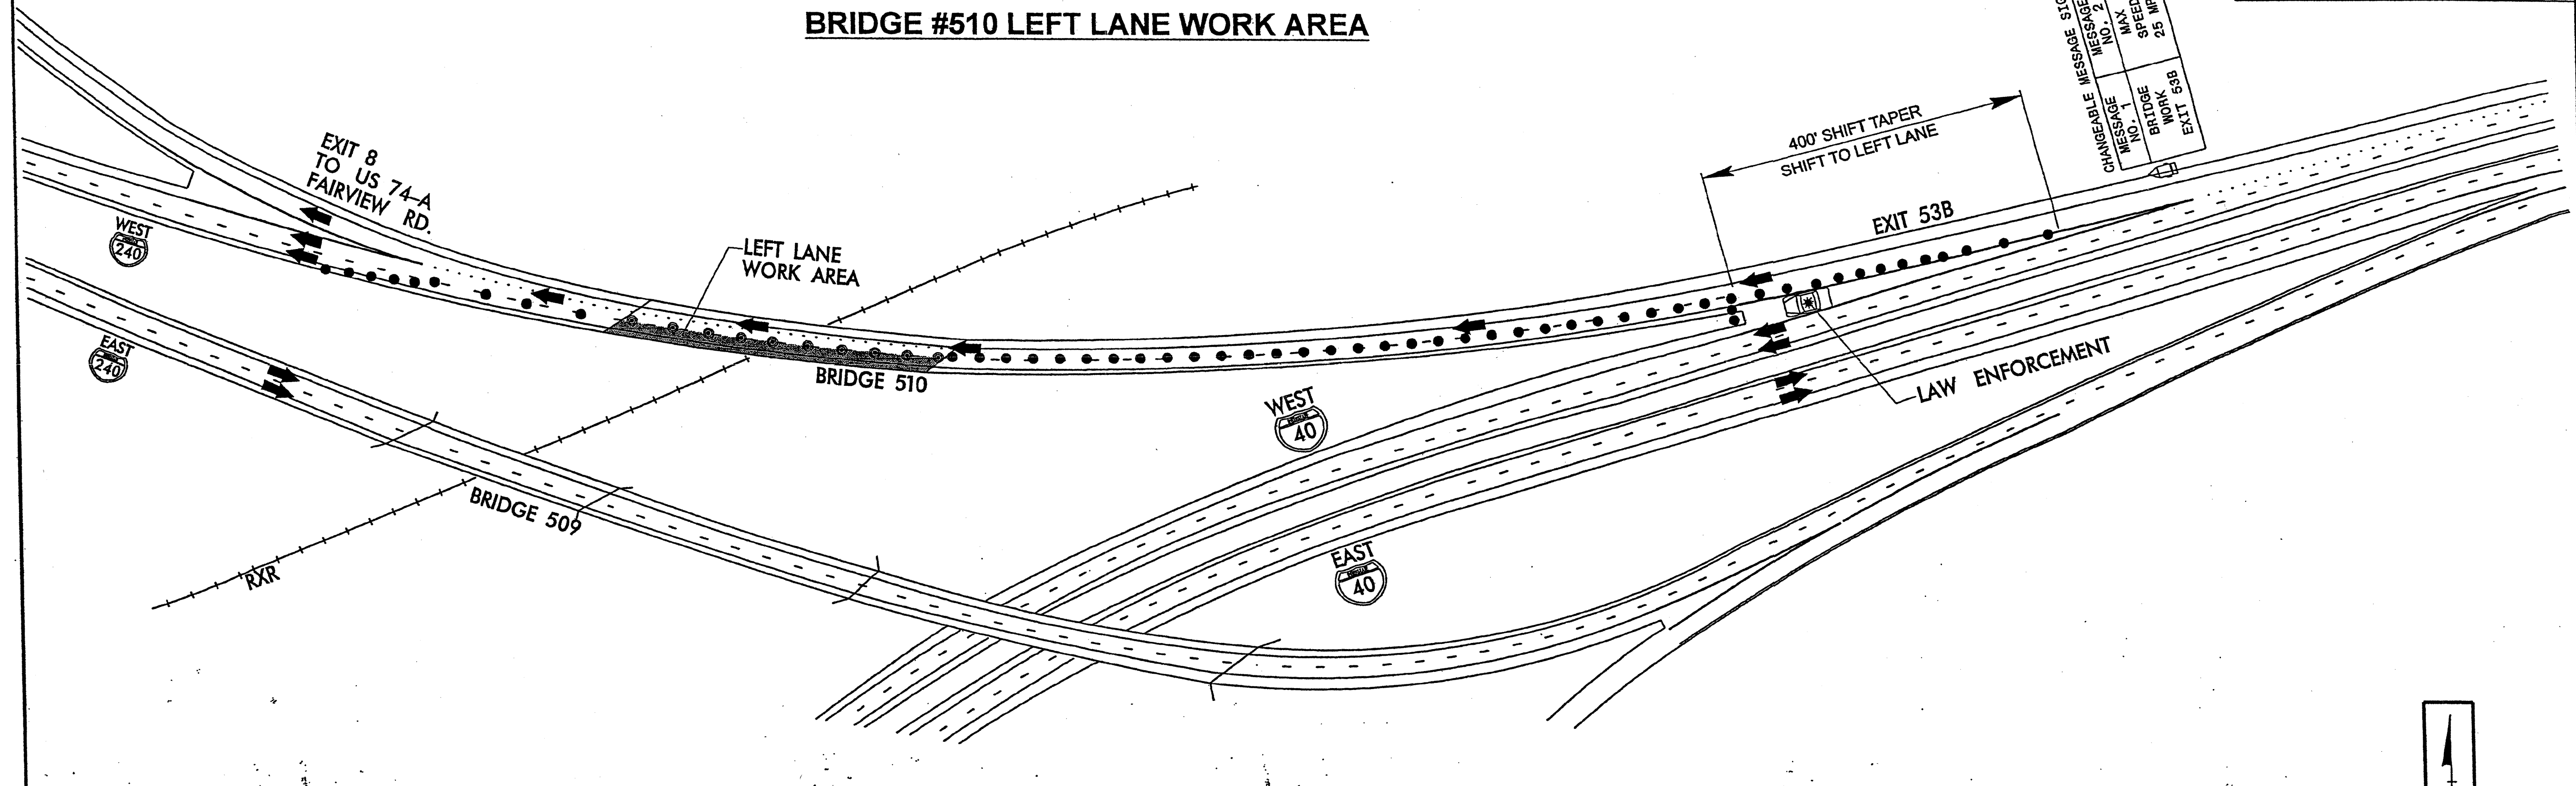 BRIDGE #510 LEFT LANE WORK AREA
EXIT 8
TO US 74-A
FAIRVIEW RD.
WEST
240
EAST
240
LEFT LANE
WORK AREA
BRIDGE 510
BRIDGE 509
RXR
WEST
40
EAST
40
400' SHIFT TAPER
SHIFT TO LEFT LANE
EXIT 53B
LAW ENFORCEMENT
CHANGEABLE MESSAGE
MESSAGE
NO. 1
BRIDGE
WORK
EXIT 53B
MESSAGE
NO. 2
MAX
SPEED
25